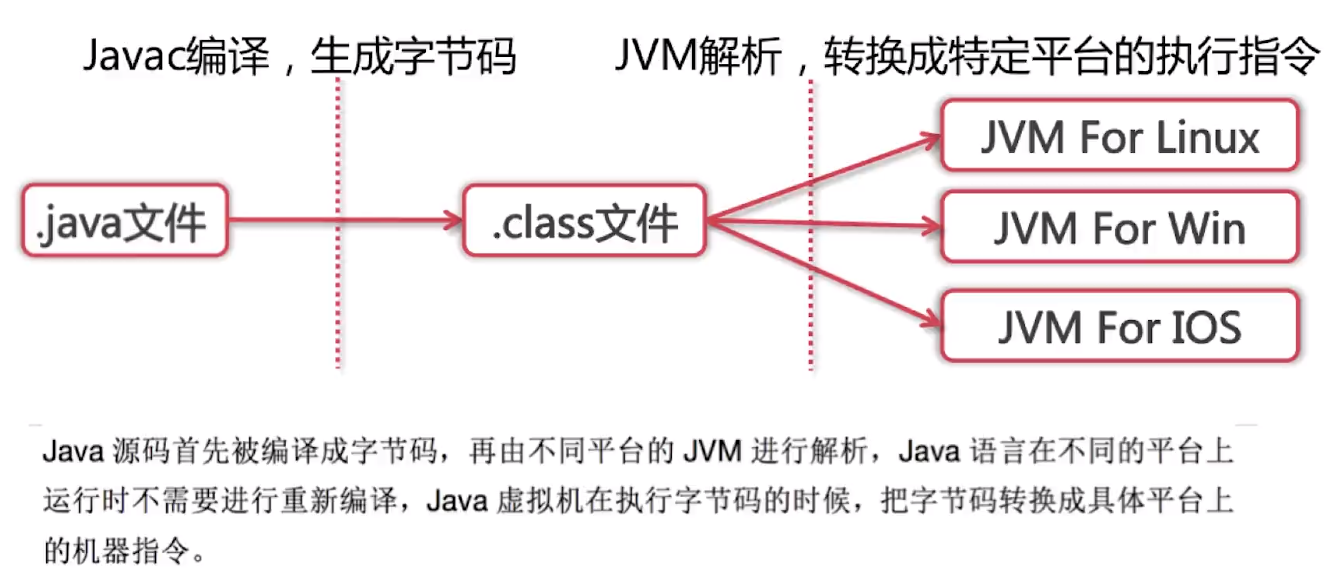 Javac编译，生成字节码
JVM解析，转换成特定平台的执行指令
JVM For Linux
.java文件
.class文件
JVM For Win
JVM For IOS
Java 源码首先被编译成字节码，再由不同平台的 JVM 进行解析，Java 语言在不同的平台上
运行时不需要进行重新编译，Java 虚拟机在执行字节码的时候，把字节码转换成具体平台上
的机器指令。